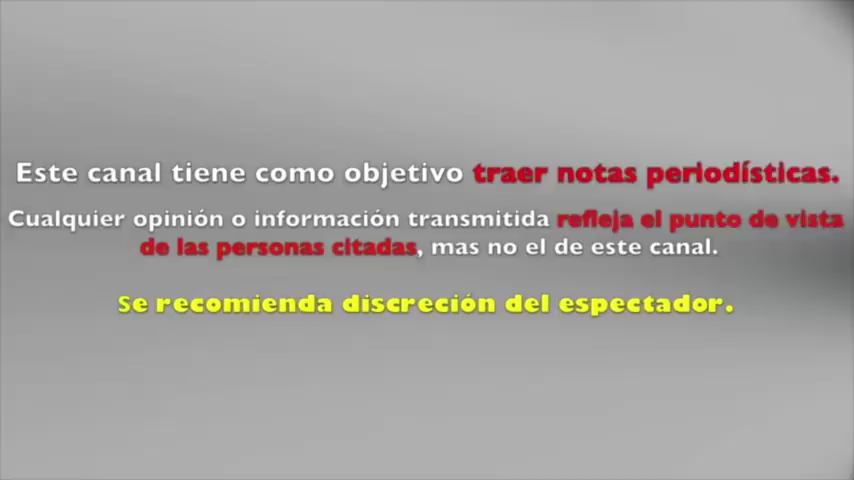 Este canal tiene como objetivo traer notas periodísticas.
Cualquier opinión o información transmitida refleja el punto de vista
de las personas citadas, mas no el de este canal.
Se recomienda discreción del espectador.